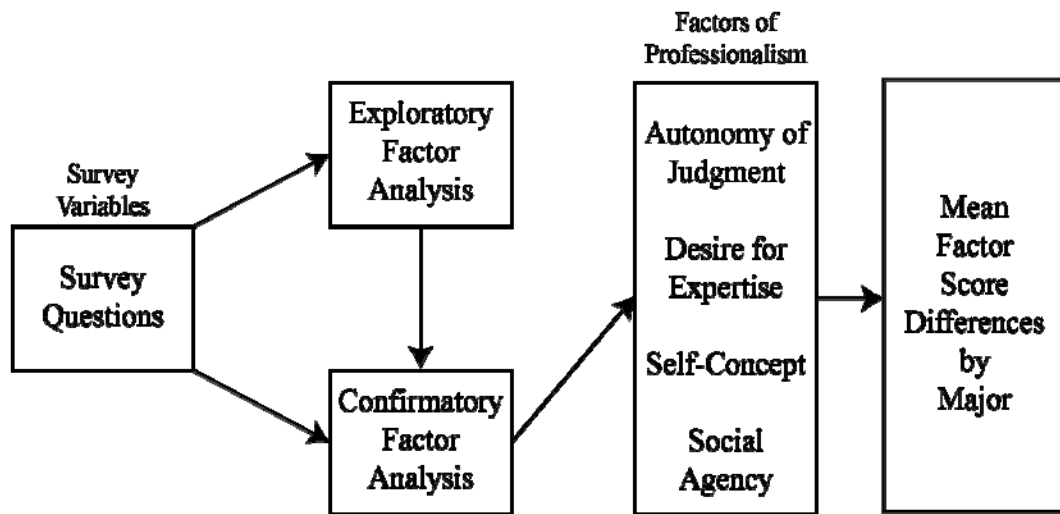 Survey
Variables
Survey
Questions
Exploratory
Factor
Analysis
Confirmatory
Factor
Analysis
Factors of
Professionalism
Autonomy of
Judgment
Desire for
Expertise
Self-Concept
Social
Agency
Mean
Factor
Score
Differences
by
Major